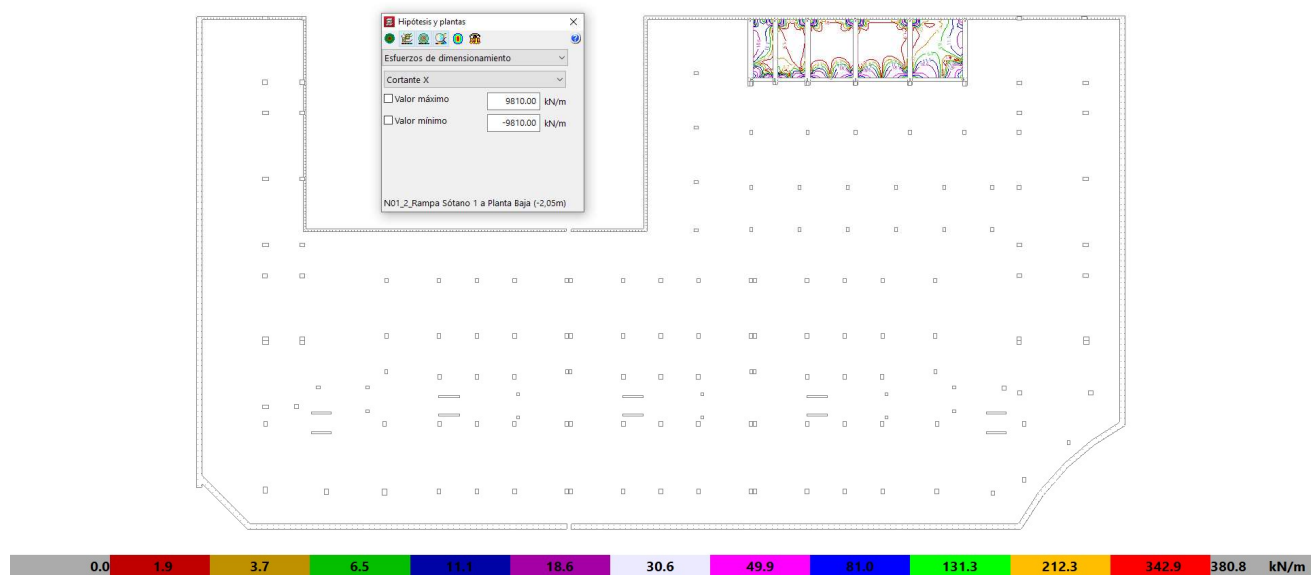 Hipótesis y plantas
Esfuerzos de dimensionamiento
Cortante X
Valor máximo 9810.00 kN/m
Valor mínimo -9810.00 kN/m
N01_2_Rampa Sótano 1 a Planta Baja (-2,05m)
0.0 1.9 3.7 6.5 11.1 18.6 30.6 49.9 81.0 131.3 212.3 342.9 380.8 kN/m